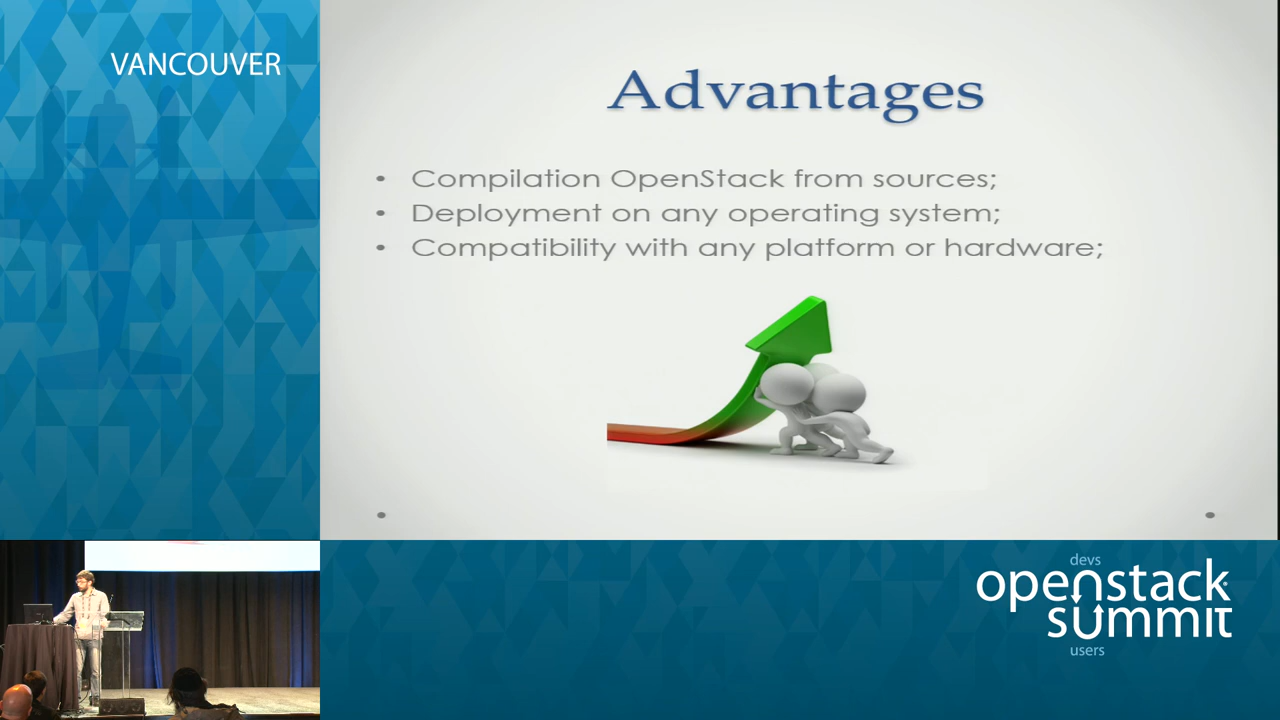 VANCOUVER
Advantages
• Compilation OpenStack from sources;
• Deployment on any operating system;
• Compatibility with any platform or hardware;
devs
openstack
summit
users